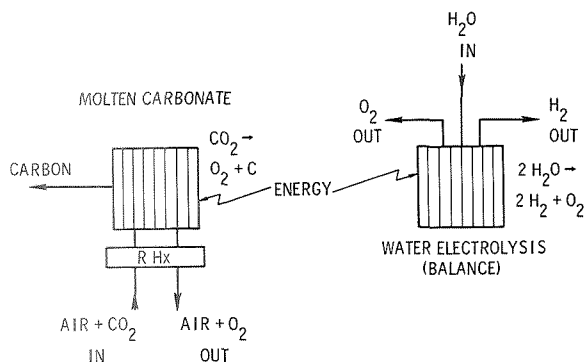 H₂O
IN
MOLTEN CARBONATE
O₂
OUT
H₂
OUT
CO₂ →
O₂ + C
CARBON
ENERGY
2 H₂O →
2 H₂ + O₂
WATER ELECTROLYSIS
(BALANCE)
R Hx
AIR + CO₂
IN
AIR + O₂
OUT